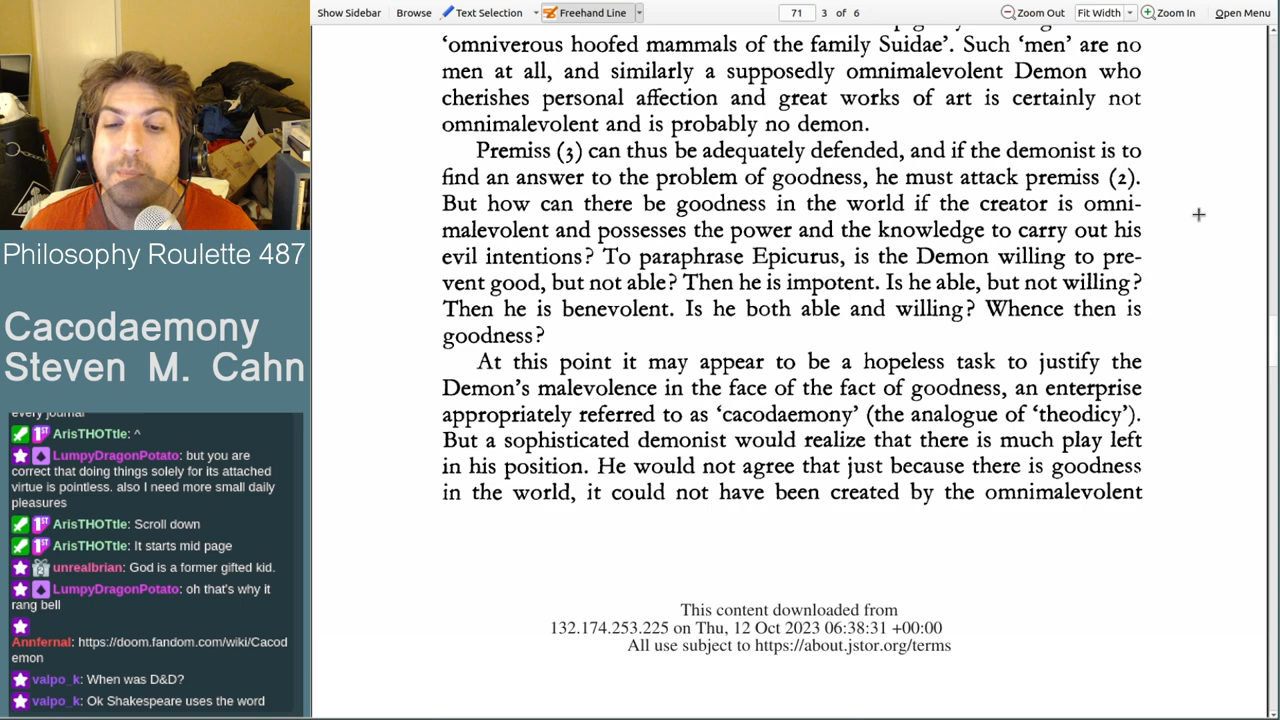 Show Sidebar Browse Text Selection Freehand Line 71 3 of 6 Zoom Out Fit Width Zoom In Open Menu
‘omniverous hoofed mammals of the family Suidae’. Such ‘men’ are no
men at all, and similarly a supposedly omnimalevolent Demon who
cherishes personal affection and great works of art is certainly not
omnimalevolent and is probably no demon.
Premiss (3) can thus be adequately defended, and if the demonist is to
find an answer to the problem of goodness, he must attack premiss (2).
But how can there be goodness in the world if the creator is omni-
malevolent and possesses the power and the knowledge to carry out his
evil intentions? To paraphrase Epicurus, is the Demon willing to pre-
vent good, but not able? Then he is impotent. Is he able, but not willing?
Then he is benevolent. Is he both able and willing? Whence then is
goodness?
At this point it may appear to be a hopeless task to justify the
Demon’s malevolence in the face of the fact of goodness, an enterprise
appropriately referred to as ‘cacodaemony’ (the analogue of ‘theodicy’).
But a sophisticated demonist would realize that there is much play left
in his position. He would not agree that just because there is goodness
in the world, it could not have been created by the omnimalevolent
This content downloaded from
132.174.253.225 on Thu, 12 Oct 2023 06:38:31 +00:00
All use subject to https://about.jstor.org/terms
Philosophy Roulette 487
Cacodaemony
Steven M. Cahn
every journal
ArisTHOTtle: ^
LumpyDragonPotato: but you are
correct that doing things solely for its attached
virtue is pointless. also I need more small daily
pleasures
ArisTHOTtle: Scroll down
ArisTHOTtle: It starts mid page
unrealbrian: God is a former gifted kid.
LumpyDragonPotato: oh that's why it
rang bell
Annfernal: https://doom.fandom.com/wiki/Cacod
emon
valpo_k: When was D&D?
valpo_k: Ok Shakespeare uses the word